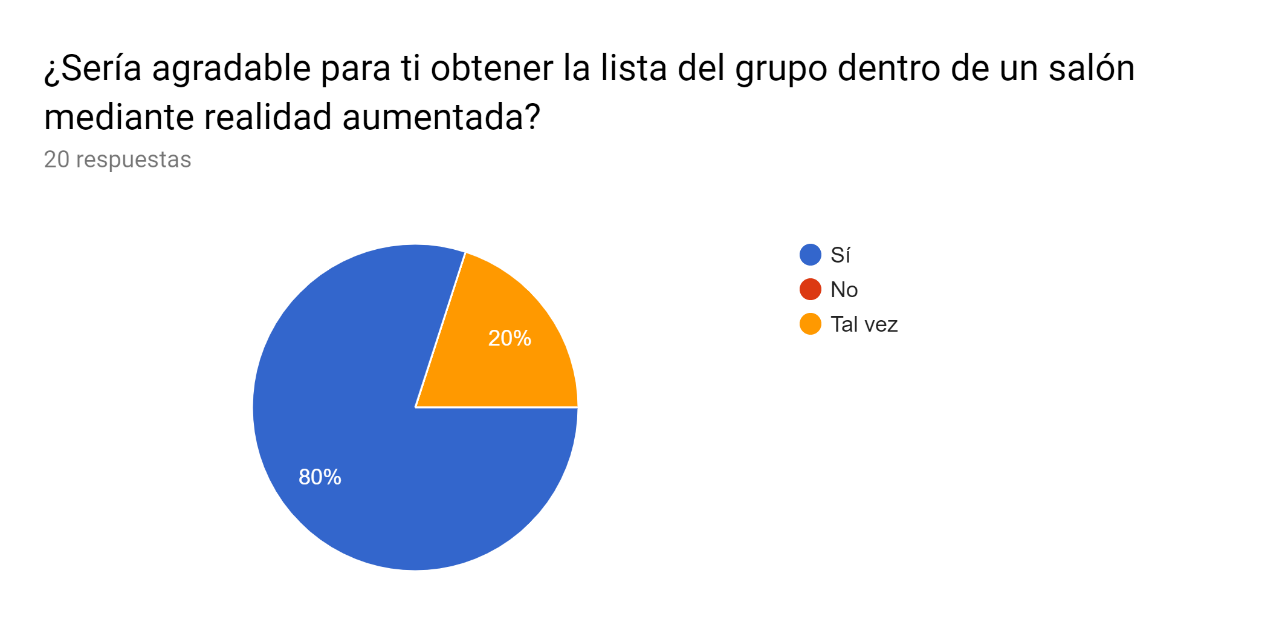 ¿Sería agradable para ti obtener la lista del grupo dentro de un salón
mediante realidad aumentada?
20 respuestas
Sí
No
Tal vez
20%
80%